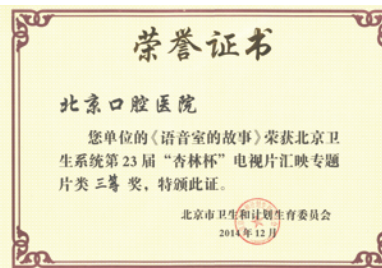 荣誉证书
北京口腔医院
您单位的《语音室的故事》荣获北京卫
生系统第23届“杏林杯”电视片汇映专题
片类 三等 奖，特颁此证。
北京市卫生和计划生育委员会
2014年12月